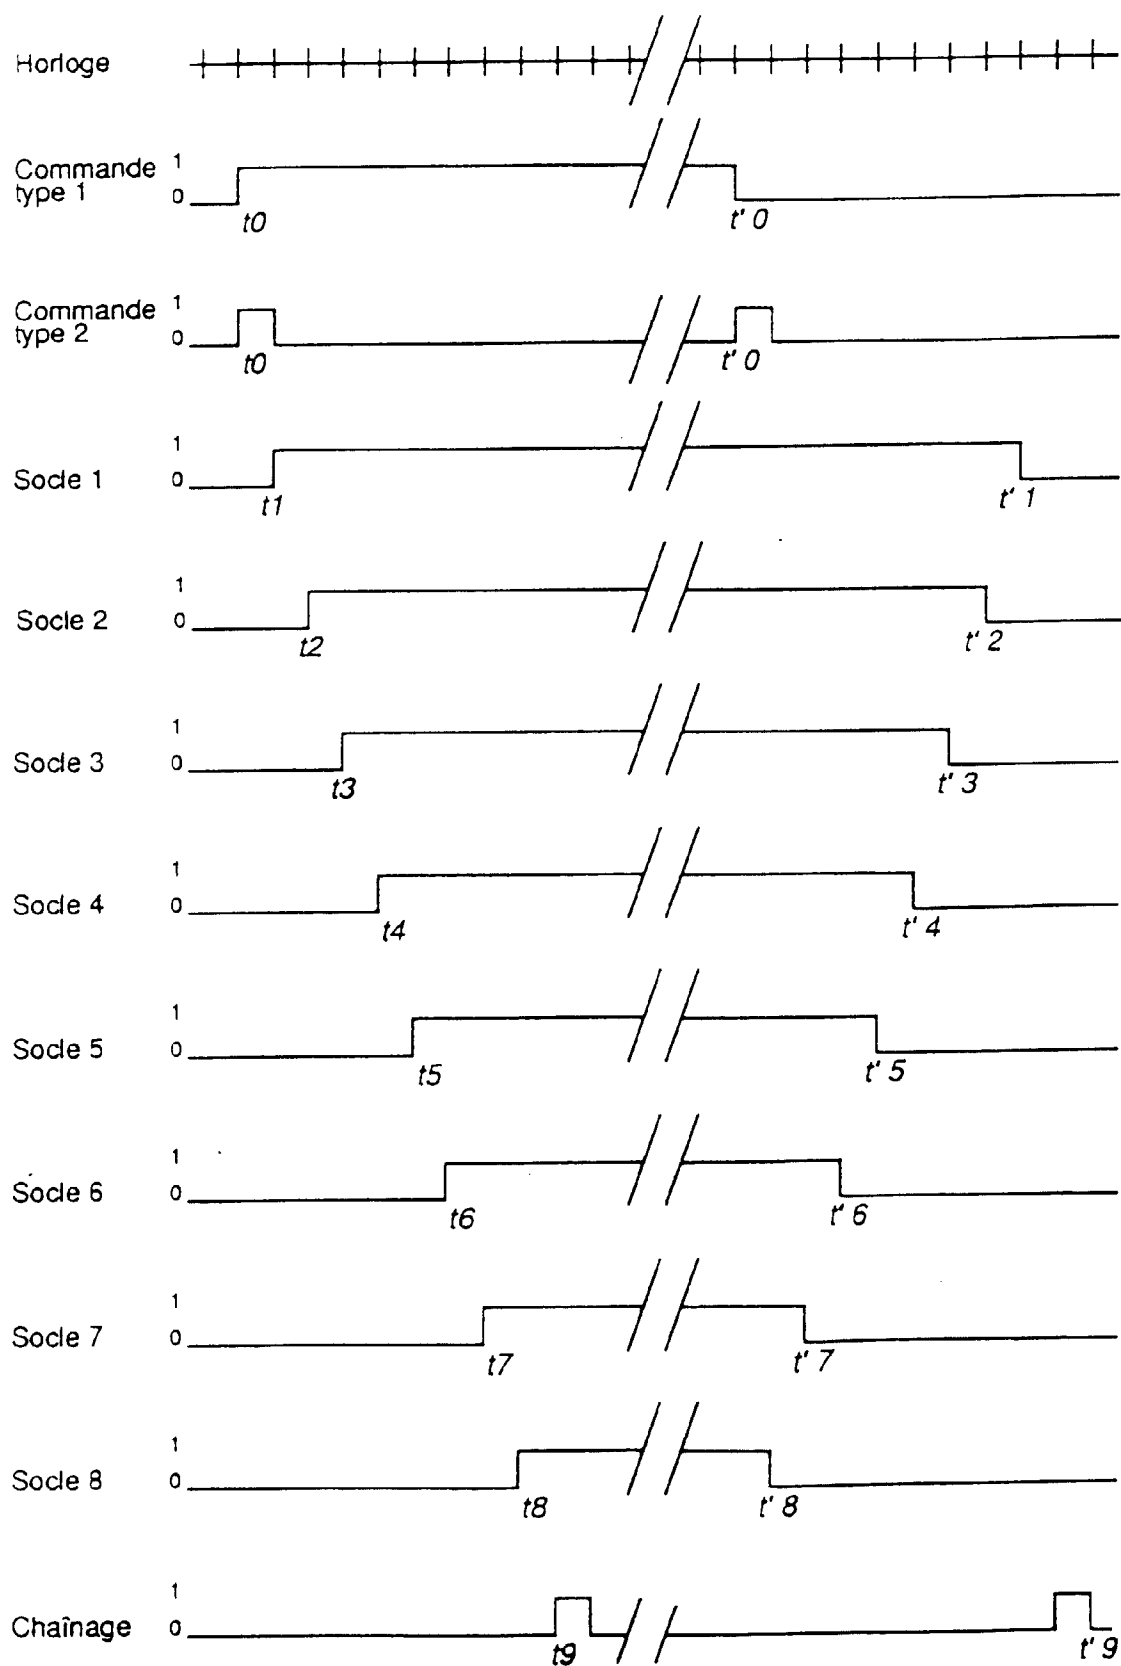 Horloge
Commande 1
type 1 0
t0 t'0
Commande 1
type 2 0
t0 t'0
1
Socle 1 0
t1 t'1
1
Socle 2 0
t2 t'2
1
Socle 3 0
t3 t'3
1
Socle 4 0
t4 t'4
1
Socle 5 0
t5 t'5
1
Socle 6 0
t6 t'6
1
Socle 7 0
t7 t'7
1
Socle 8 0
t8 t'8
1
Chaînage 0
t9 t'9